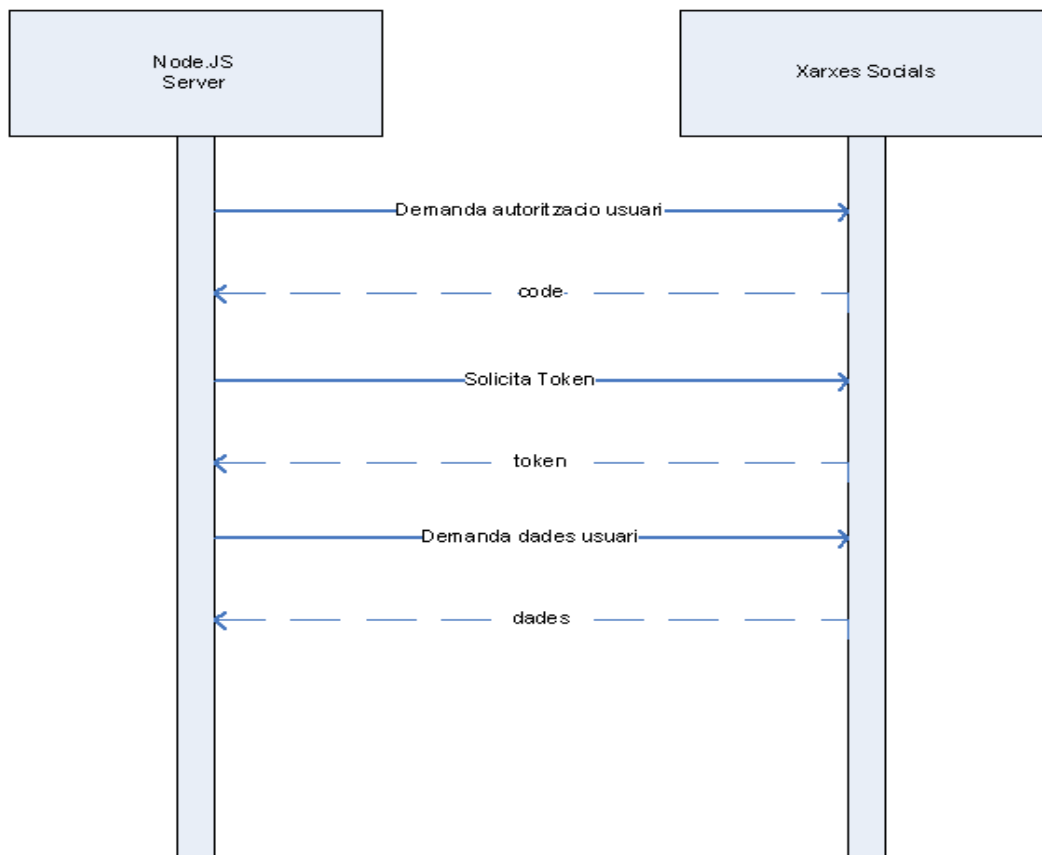 Node.JS
Server
Xarxes Socials
Demanda autoritzacio usuari
code
Solicita Token
token
Demanda dades usuari
dades